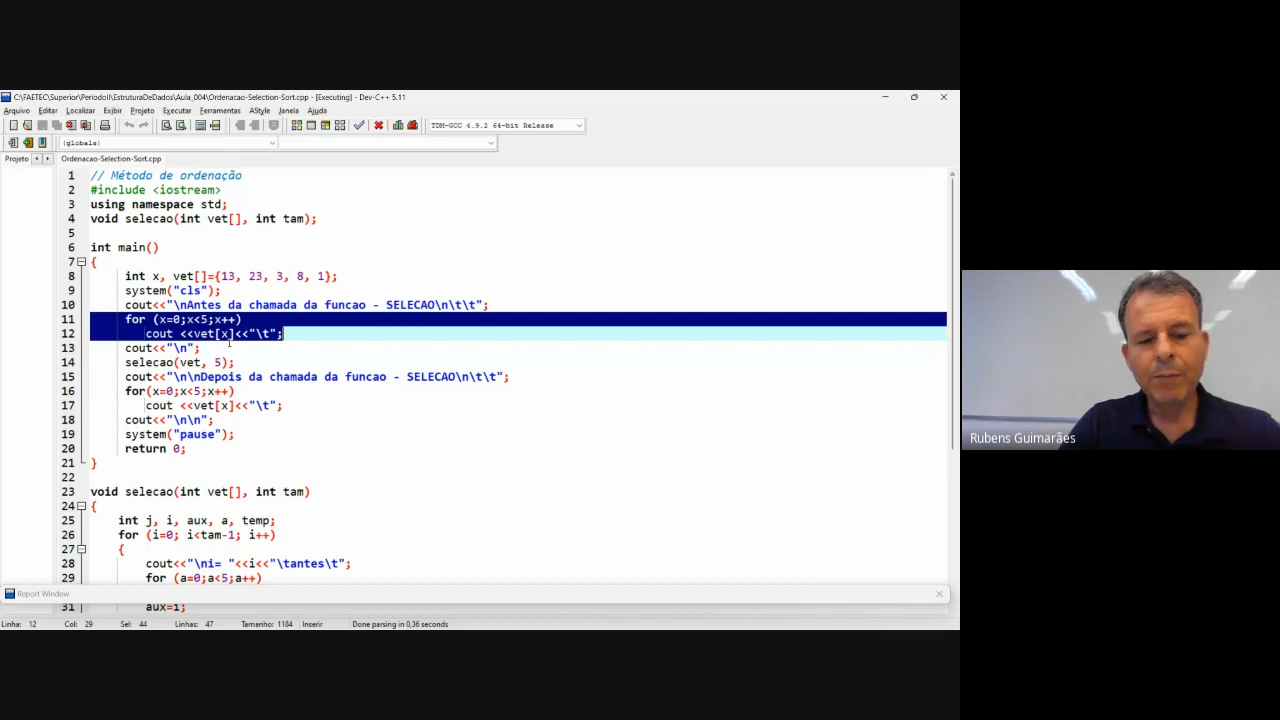 C:\FAETEC\Superior\PeriodoII\EstruturaDeDados\Aula_004\Ordenacao-Selection-Sort.cpp - [Executing] - Dev-C++ 5.11
Arquivo Editar Localizar Exibir Projeto Executar Ferramentas AStyle Janela Ajuda
TDM-GCC 4.9.2 64-bit Release
(globals)
Projeto Ordenacao-Selection-Sort.cpp
1 // Método de ordenação
2 #include <iostream>
3 using namespace std;
4 void selecao(int vet[], int tam);
5
6 int main()
7 {
8 int x, vet[]={13, 23, 3, 8, 1};
9 system("cls");
10 cout<<"\nAntes da chamada da funcao - SELECAO\n\t\t";
11 for (x=0;x<5;x++)
12 cout <<vet[x]<<"\t";
13 cout<<"\n";
14 selecao(vet, 5);
15 cout<<"\n\nDepois da chamada da funcao - SELECAO\n\t\t";
16 for(x=0;x<5;x++)
17 cout <<vet[x]<<"\t";
18 cout<<"\n\n";
19 system("pause");
20 return 0;
21 }
22
23 void selecao(int vet[], int tam)
24 {
25 int j, i, aux, a, temp;
26 for (i=0; i<tam-1; i++)
27 {
28 cout<<"\ni= "<<i<<"\tantes\t";
29 for (a=0;a<5;a++)
Report Window
31 aux=i;
Linha: 12 Col: 29 Sel: 44 Linhas: 47 Tamanho: 1184 Inserir Done parsing in 0,36 seconds
Rubens Guimarães